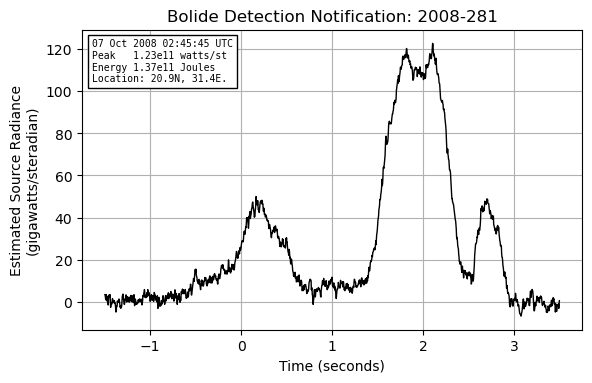 Bolide Detection Notification: 2008-281
07 Oct 2008 02:45:45 UTC
Peak   1.23e11 watts/st
Energy 1.37e11 Joules
Location: 20.9N, 31.4E.
Estimated Source Radiance
(gigawatts/steradian)
120
100
80
60
40
20
0
−1 0 1 2 3
Time (seconds)